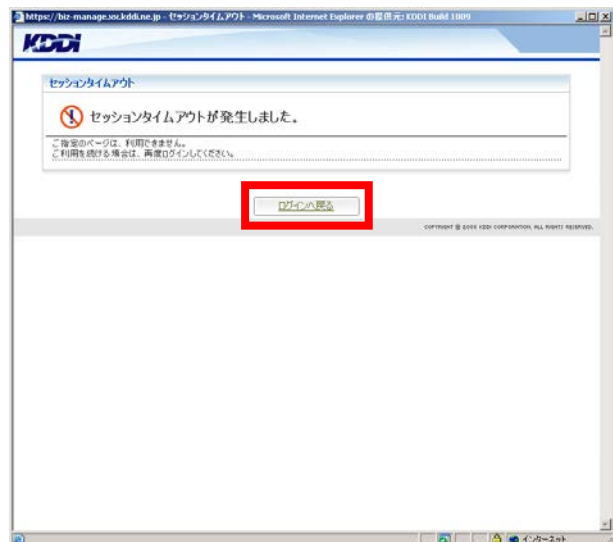 https://biz-manage.sox.kddi.ne.jp - セッションタイムアウト - Microsoft Internet Explorer の提供元: KDDI Build 1009
KDDI
セッションタイムアウト
セッションタイムアウトが発生しました。
ご指定のページは、利用できません。
ご利用を続ける場合は、再度ログインしてください。
ログインへ戻る
COPYRIGHT © 2006 KDDI CORPORATION, ALL RIGHTS RESERVED.
インターネット